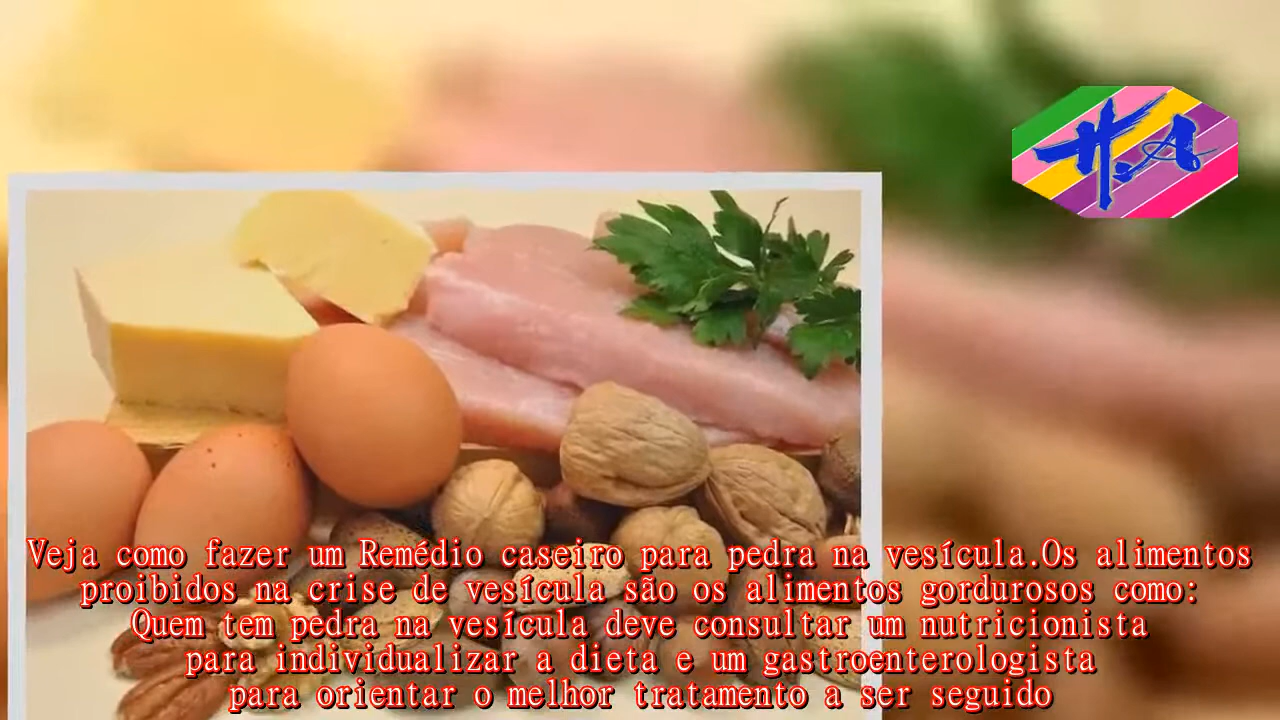 H.A
Veja como fazer um Remédio caseiro para pedra na vesícula.Os alimentos
proibidos na crise de vesícula são os alimentos gordurosos como:
Quem tem pedra na vesícula deve consultar um nutricionista
para individualizar a dieta e um gastroenterologista
para orientar o melhor tratamento a ser seguido